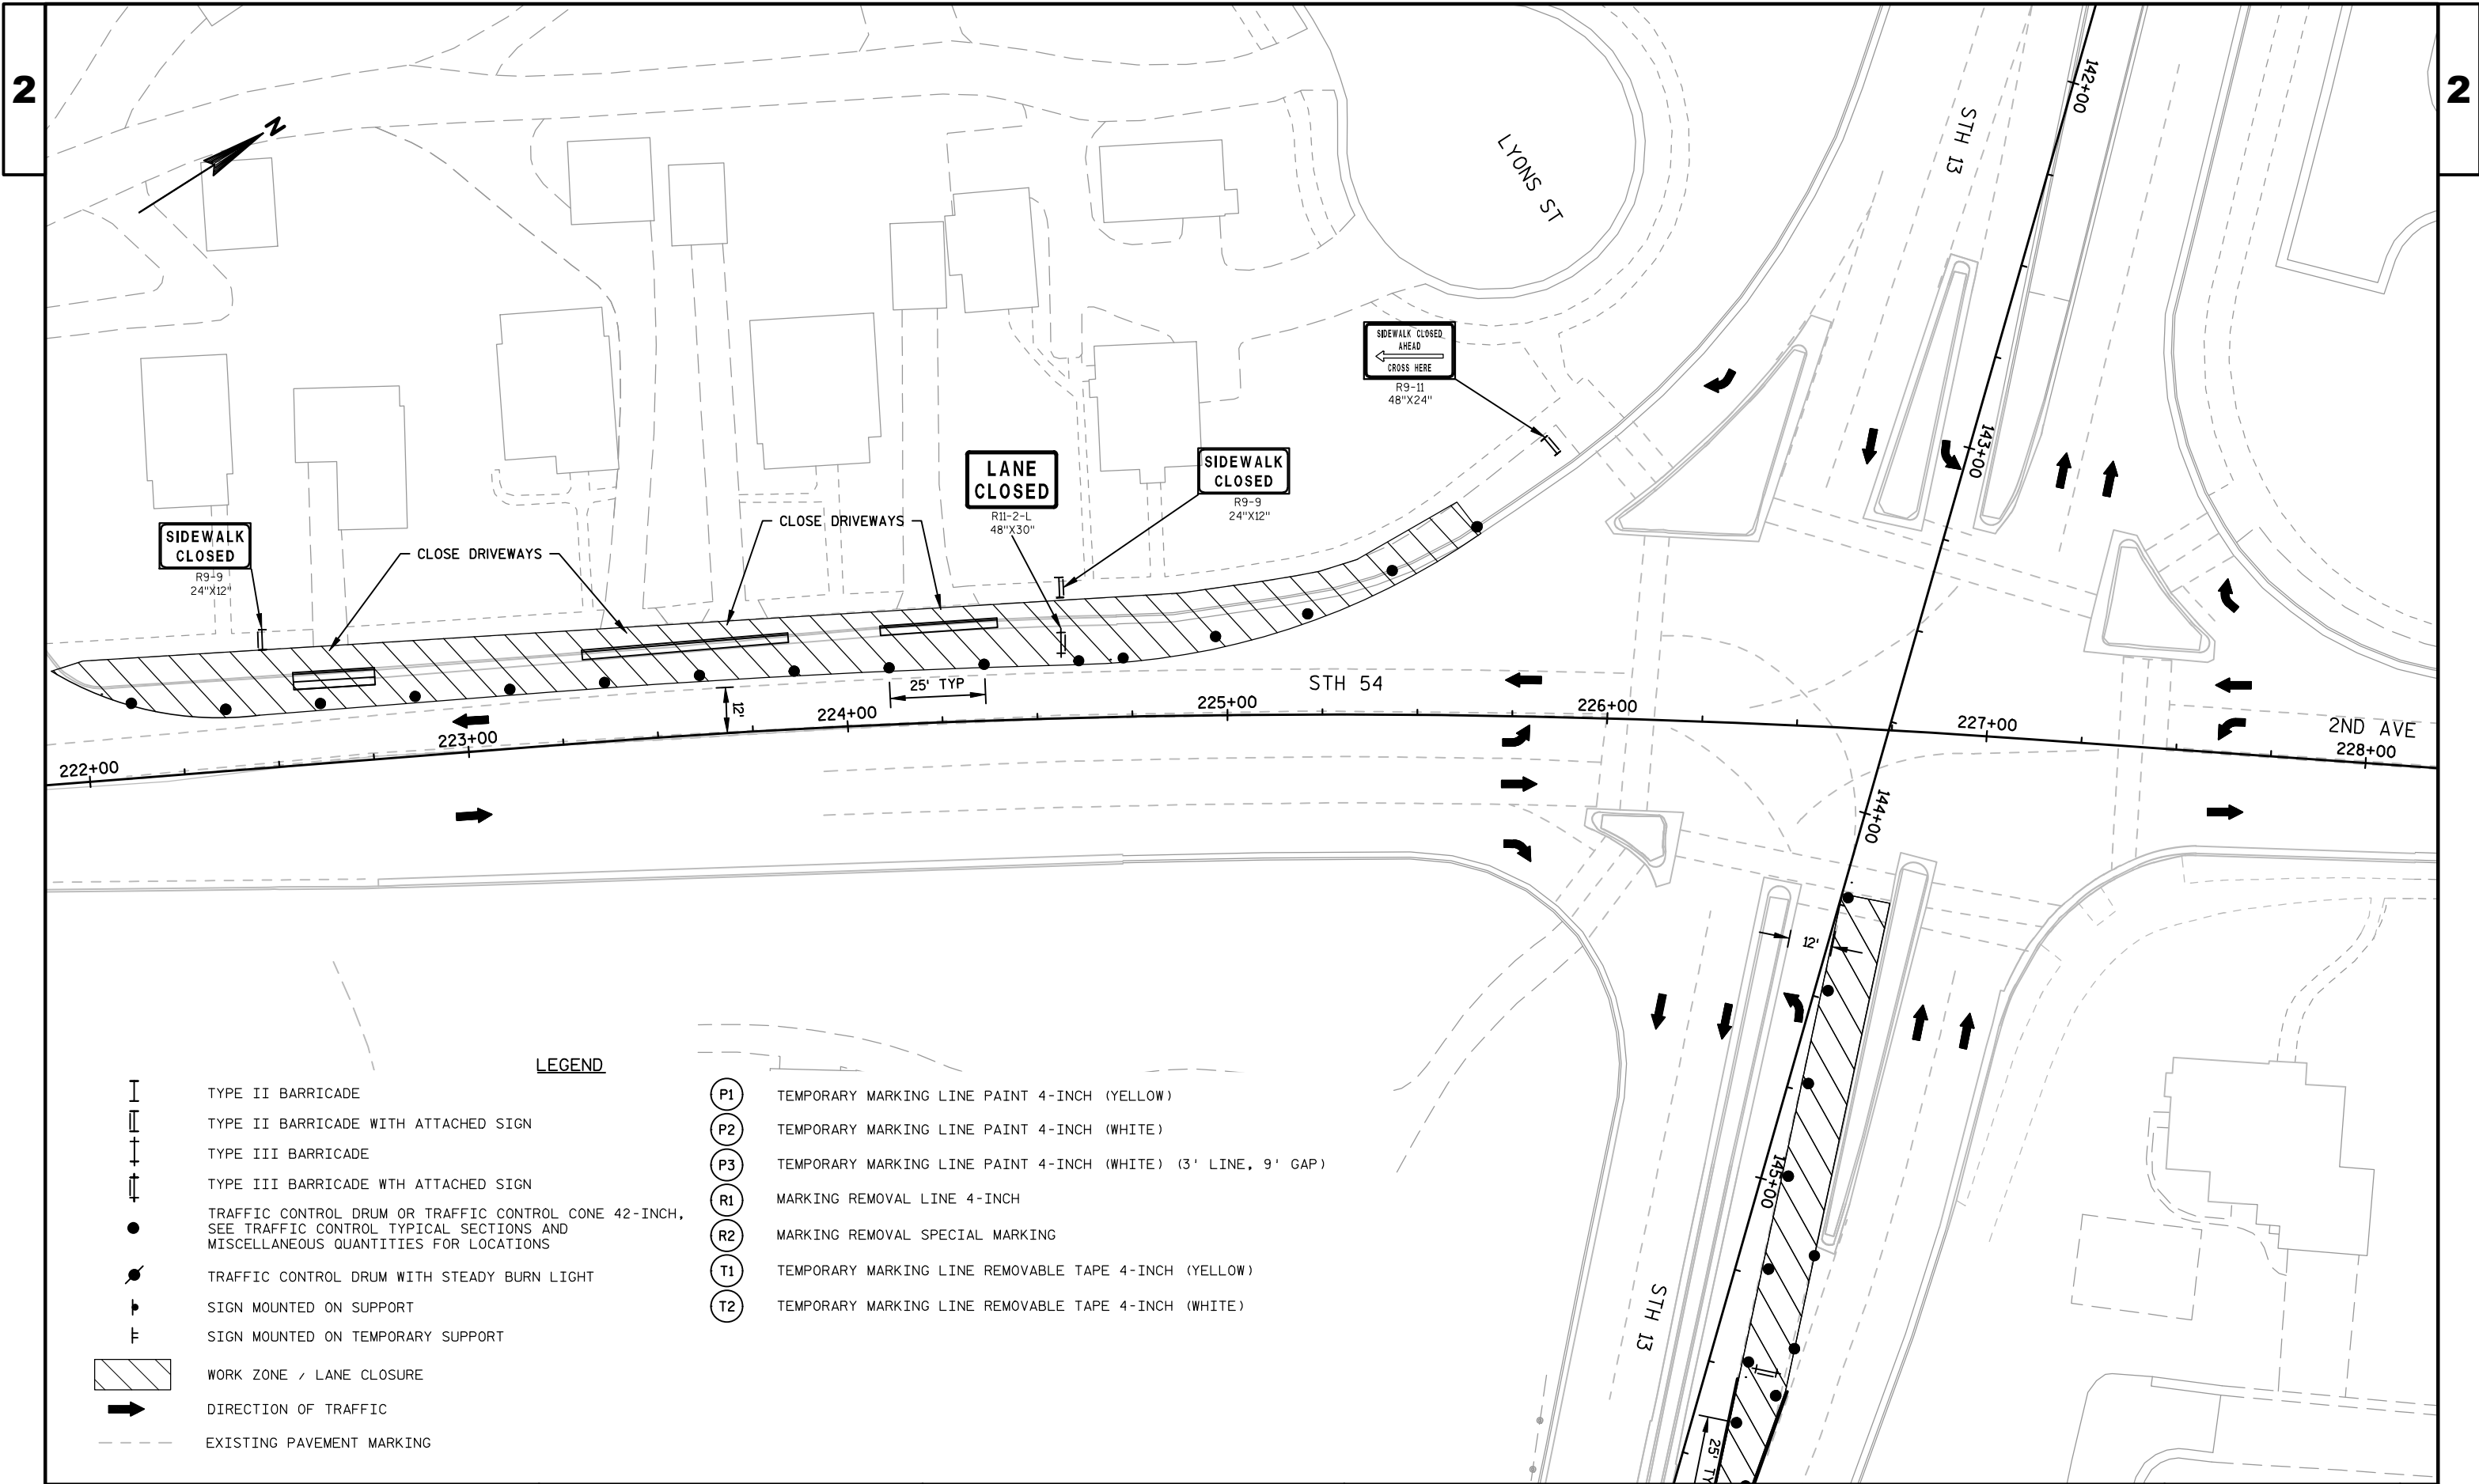 2
2
N
LYONS ST
STH 13
142+00
143+00
SIDEWALK CLOSED
AHEAD
CROSS HERE
R9-11
48"X24"
LANE
CLOSED
R11-2-L
48"X30"
SIDEWALK
CLOSED
R9-9
24"X12"
SIDEWALK
CLOSED
R9-9
24"X12"
CLOSE DRIVEWAYS
CLOSE DRIVEWAYS
25' TYP
12'
STH 54
222+00
223+00
224+00
225+00
226+00
227+00
2ND AVE
228+00
144+00
12'
145+00
STH 13
25' TY
LEGEND
TYPE II BARRICADE
TYPE II BARRICADE WITH ATTACHED SIGN
TYPE III BARRICADE
TYPE III BARRICADE WTH ATTACHED SIGN
TRAFFIC CONTROL DRUM OR TRAFFIC CONTROL CONE 42-INCH,
SEE TRAFFIC CONTROL TYPICAL SECTIONS AND
MISCELLANEOUS QUANTITIES FOR LOCATIONS
TRAFFIC CONTROL DRUM WITH STEADY BURN LIGHT
SIGN MOUNTED ON SUPPORT
SIGN MOUNTED ON TEMPORARY SUPPORT
WORK ZONE / LANE CLOSURE
DIRECTION OF TRAFFIC
EXISTING PAVEMENT MARKING
P1 TEMPORARY MARKING LINE PAINT 4-INCH (YELLOW)
P2 TEMPORARY MARKING LINE PAINT 4-INCH (WHITE)
P3 TEMPORARY MARKING LINE PAINT 4-INCH (WHITE) (3' LINE, 9' GAP)
R1 MARKING REMOVAL LINE 4-INCH
R2 MARKING REMOVAL SPECIAL MARKING
T1 TEMPORARY MARKING LINE REMOVABLE TAPE 4-INCH (YELLOW)
T2 TEMPORARY MARKING LINE REMOVABLE TAPE 4-INCH (WHITE)